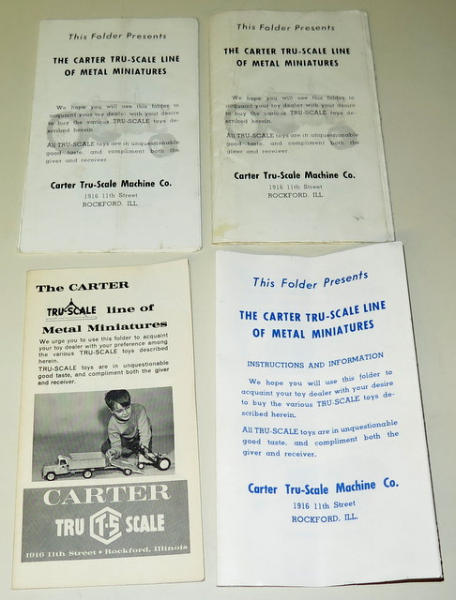 This Folder Presents
THE CARTER TRU-SCALE LINE
OF METAL MINIATURES
We hope you will use this folder to
acquaint your toy dealer with your desire
to buy the various TRU-SCALE toys de-
scribed herein.
All TRU-SCALE toys are in unquestionable
good taste, and compliment both the
giver and receiver.
Carter Tru-Scale Machine Co.
1916 11th Street
ROCKFORD, ILL.
This Folder Presents
THE CARTER TRU-SCALE LINE
OF METAL MINIATURES
We hope you will use this folder to
acquaint your toy dealer with your desire
to buy the various TRU-SCALE toys de-
scribed herein.
All TRU-SCALE toys are in unquestionable
good taste, and compliment both the
giver and receiver.
Carter Tru-Scale Machine Co.
1916 11th Street
ROCKFORD, ILL.
The CARTER
TRU-SCALE line of
Metal Miniatures
We urge you to use this folder to acquaint
your toy dealer with your preference among
the various TRU-SCALE toys described
herein.
TRU-SCALE toys are in unquestionable
good taste, and compliment both the giver
and receiver.
CARTER
TRU T-S SCALE
1916 11th Street • Rockford, Illinois
This Folder Presents
THE CARTER TRU-SCALE LINE
OF METAL MINIATURES
INSTRUCTIONS AND INFORMATION
We hope you will use this folder to
acquaint your toy dealer with your desire
to buy the various TRU-SCALE toys de-
scribed herein.
All TRU-SCALE toys are in unquestionable
good taste, and compliment both the
giver and receiver.
Carter Tru-Scale Machine Co.
1916 11th Street
ROCKFORD, ILL.